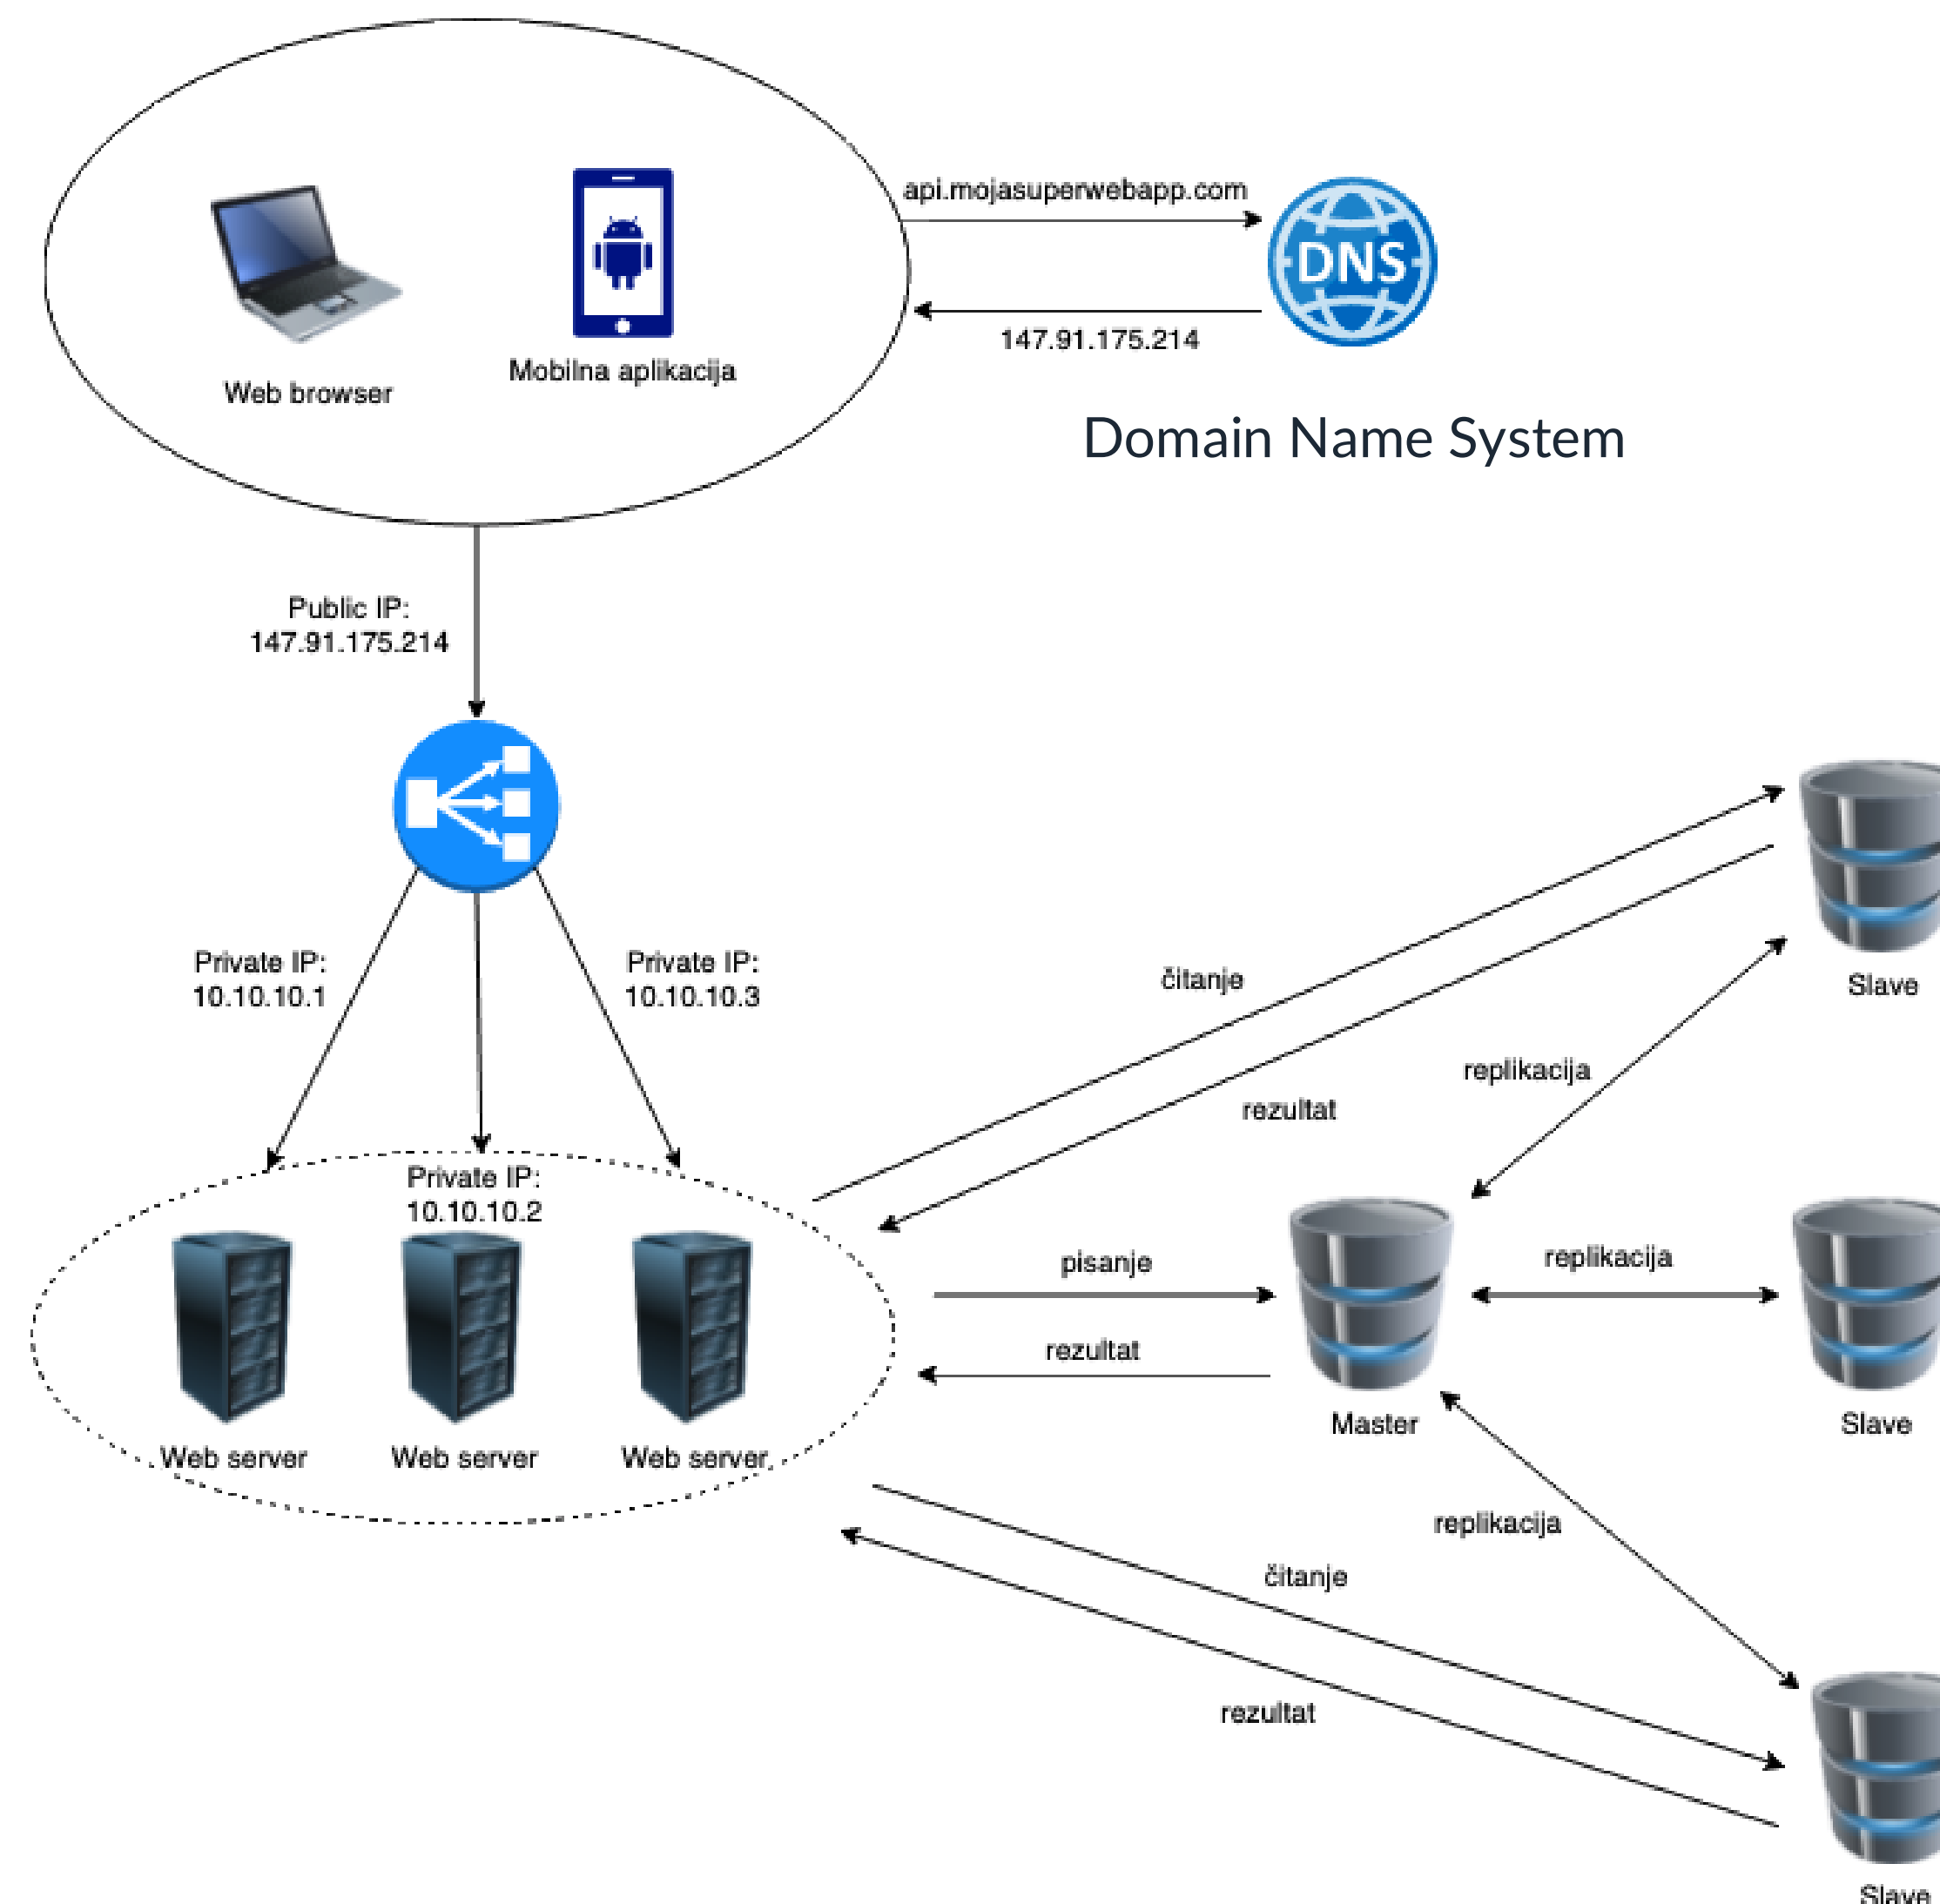 api.mojasuperwebapp.com
DNS
147.91.175.214
Web browser
Mobilna aplikacija
Domain Name System
Public IP:
147.91.175.214
Private IP:
10.10.10.1
Private IP:
10.10.10.3
Private IP:
10.10.10.2
Web server
Web server
Web server
čitanje
rezultat
replikacija
Slave
pisanje
rezultat
Master
replikacija
Slave
replikacija
čitanje
rezultat
Slave